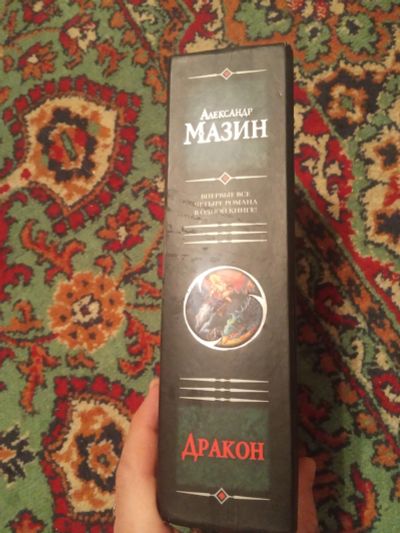 Александр
МАЗИН
ВПЕРВЫЕ ВСЕ
ЧЕТЫРЕ РОМАНА
В ОДНОЙ КНИГЕ!
ДРАКОН